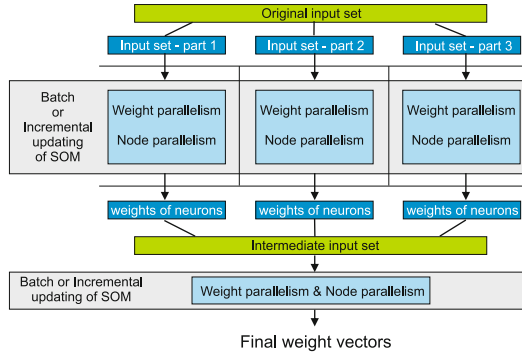 Original input set
Input set - part 1
Input set - part 2
Input set - part 3
Batch
or
Incremental
updating
of SOM
Weight parallelism
Node parallelism
Weight parallelism
Node parallelism
Weight parallelism
Node parallelism
weights of neurons
weights of neurons
weights of neurons
Intermediate input set
Batch or Incremental
updating of SOM
Weight parallelism & Node parallelism
Final weight vectors